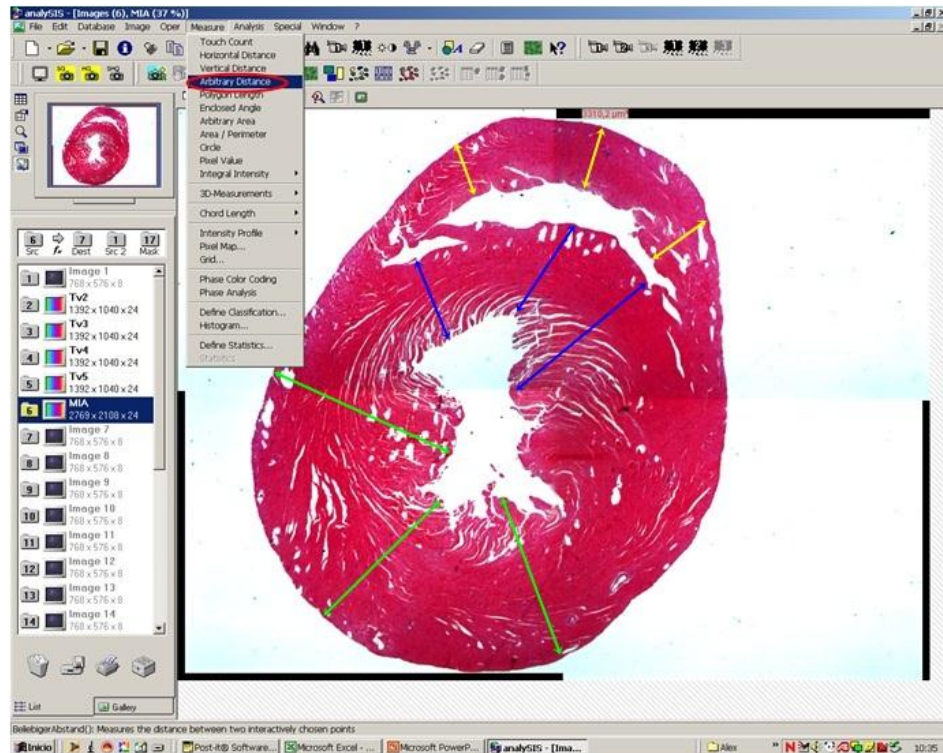 analySIS - [Images (6), MIA (37 %)]
File Edit Database Image Oper Measure Analysis Special Window ?
Touch Count
Horizontal Distance
Vertical Distance
Arbitrary Distance
Polygon Length
Enclosed Angle
Arbitrary Area
Area / Perimeter
Circle
Pixel Value
Integral Intensity
3D-Measurements
Chord Length
Intensity Profile
Pixel Map...
Grid...
Phase Color Coding
Phase Analysis
Define Classification...
Histogram...
Define Statistics...
Statistics
3310,2 µm
6 7 1 17
Src Dest Src 2 Mask
1 Image 1
768 x 576 x 8
2 Tv2
1392 x 1040 x 24
3 Tv3
1392 x 1040 x 24
4 Tv4
1392 x 1040 x 24
5 Tv5
1392 x 1040 x 24
6 MIA
2769 x 2108 x 24
7 Image 7
768 x 576 x 8
8 Image 8
768 x 576 x 8
9 Image 9
768 x 576 x 8
10 Image 10
768 x 576 x 8
11 Image 11
768 x 576 x 8
12 Image 12
768 x 576 x 8
13 Image 13
768 x 576 x 8
14 Image 14
768 x 576 x 8
List Gallery
BeliebigerAbstand(): Measures the distance between two interactively chosen points
Inicio Post-it® Software... Microsoft Excel - ... Microsoft PowerP... analySIS - [Ima... Alex 10:35